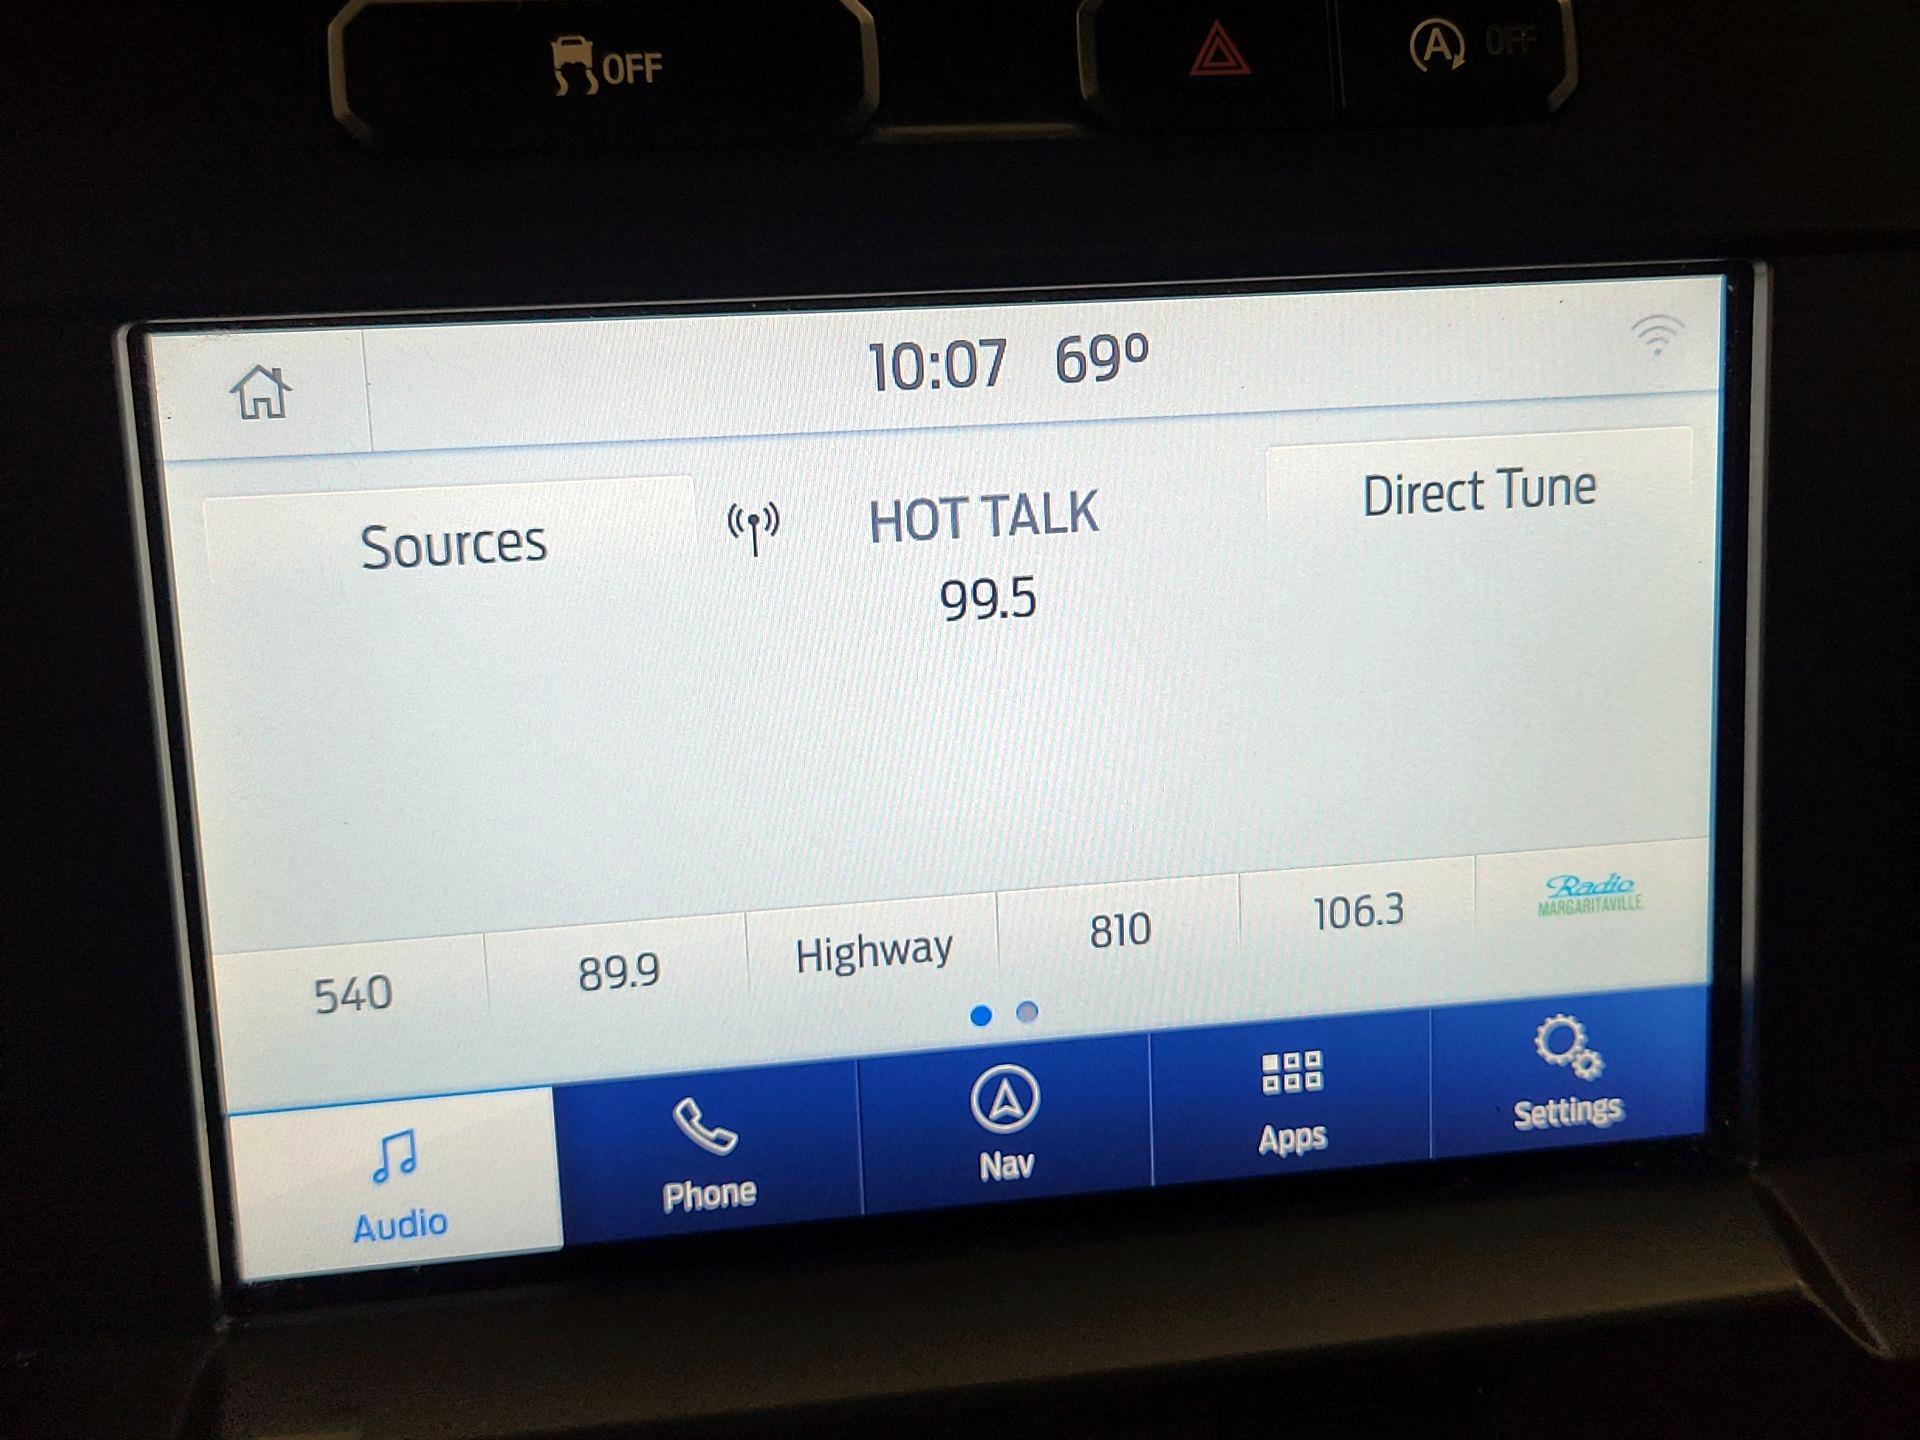 OFF
A OFF
10:07 69º
Sources
HOT TALK
Direct Tune
99.5
540
89.9
Highway
810
106.3
Radio
MARGARITAVILLE
Audio
Phone
Nav
Apps
Settings